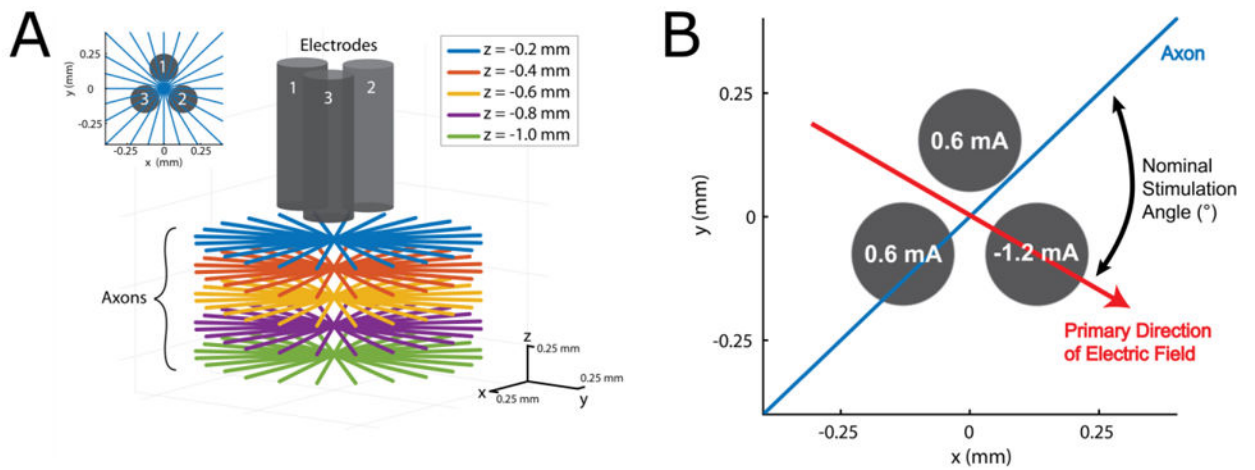 A
Electrodes
1
2
3
y (mm)
0.25
0
-0.25
1
3
2
-0.25
0
0.25
x (mm)
z = -0.2 mm
z = -0.4 mm
z = -0.6 mm
z = -0.8 mm
z = -1.0 mm
Axons
z
0.25 mm
x
0.25 mm
0.25 mm
y
B
Axon
0.25
0.6 mA
Nominal
Stimulation
Angle (°)
y (mm)
0
0.6 mA
-1.2 mA
-0.25
Primary Direction
of Electric Field
-0.25
0
0.25
x (mm)